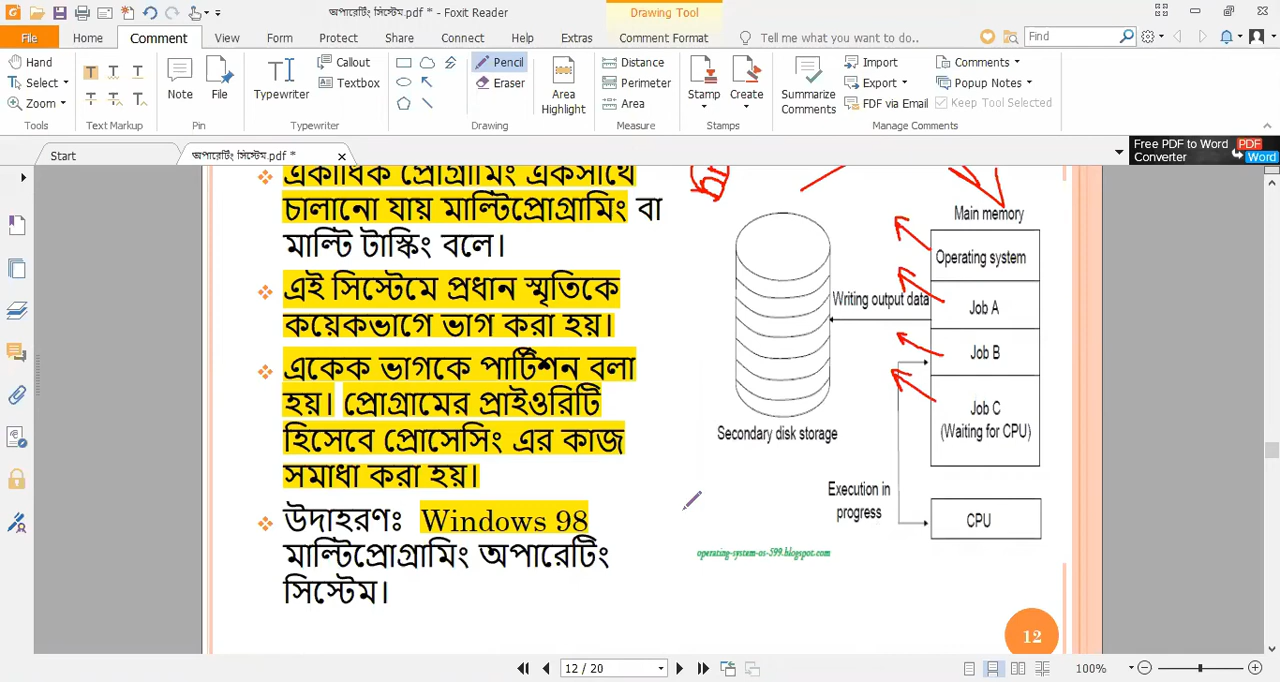 অপারেটিং সিস্টেম.pdf * - Foxit Reader
Drawing Tool
File Home Comment View Form Protect Share Connect Help Extras Comment Format Tell me what you want to do.. Find
Hand
Select
Zoom
Tools
Text Markup
Note
File
Pin
Typewriter
Callout
Textbox
Typewriter
Pencil
Eraser
Drawing
Area Highlight
Distance
Perimeter
Area
Measure
Stamp
Create
Stamps
Summarize Comments
Import
Export
FDF via Email
Comments
Popup Notes
Keep Tool Selected
Manage Comments
Start
অপারেটিং সিস্টেম.pdf *
Free PDF to Word
Converter
PDF
Word
একাধিক প্রোগ্রামিং একসাথে
চালানো যায় মাল্টিপ্রোগ্রামিং বা
মাল্টি টাস্কিং বলে।
এই সিস্টেমে প্রধান স্মৃতিকে
কয়েকভাগে ভাগ করা হয়।
একেক ভাগকে পার্টিশন বলা
হয়। প্রোগ্রামের প্রাইওরিটি
হিসেবে প্রোসেসিং এর কাজ
সমাধা করা হয়।
উদাহরণঃ Windows 98
মাল্টিপ্রোগ্রামিং অপারেটিং
সিস্টেম।
Main memory
Operating system
Writing output data
Job A
Job B
Job C
(Waiting for CPU)
Secondary disk storage
Execution in
progress
CPU
operating-system-os-599.blogspot.com
12
12 / 20
100%